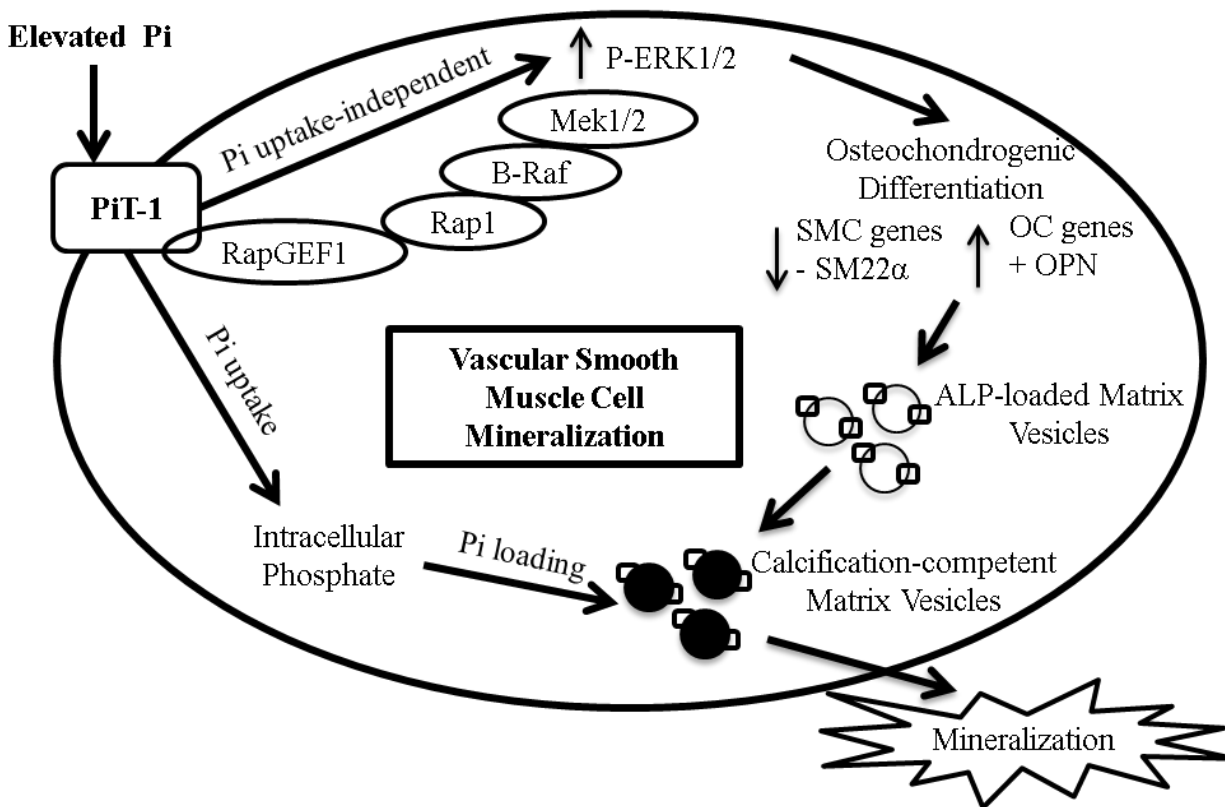 Elevated Pi
PiT-1
Pi uptake-independent
P-ERK1/2
Mek1/2
B-Raf
Rap1
RapGEF1
Osteochondrogenic
Differentiation
SMC genes
- SM22α
OC genes
+ OPN
Pi uptake
Vascular Smooth
Muscle Cell
Mineralization
ALP-loaded Matrix
Vesicles
Intracellular
Phosphate
Pi loading
Calcification-competent
Matrix Vesicles
Mineralization